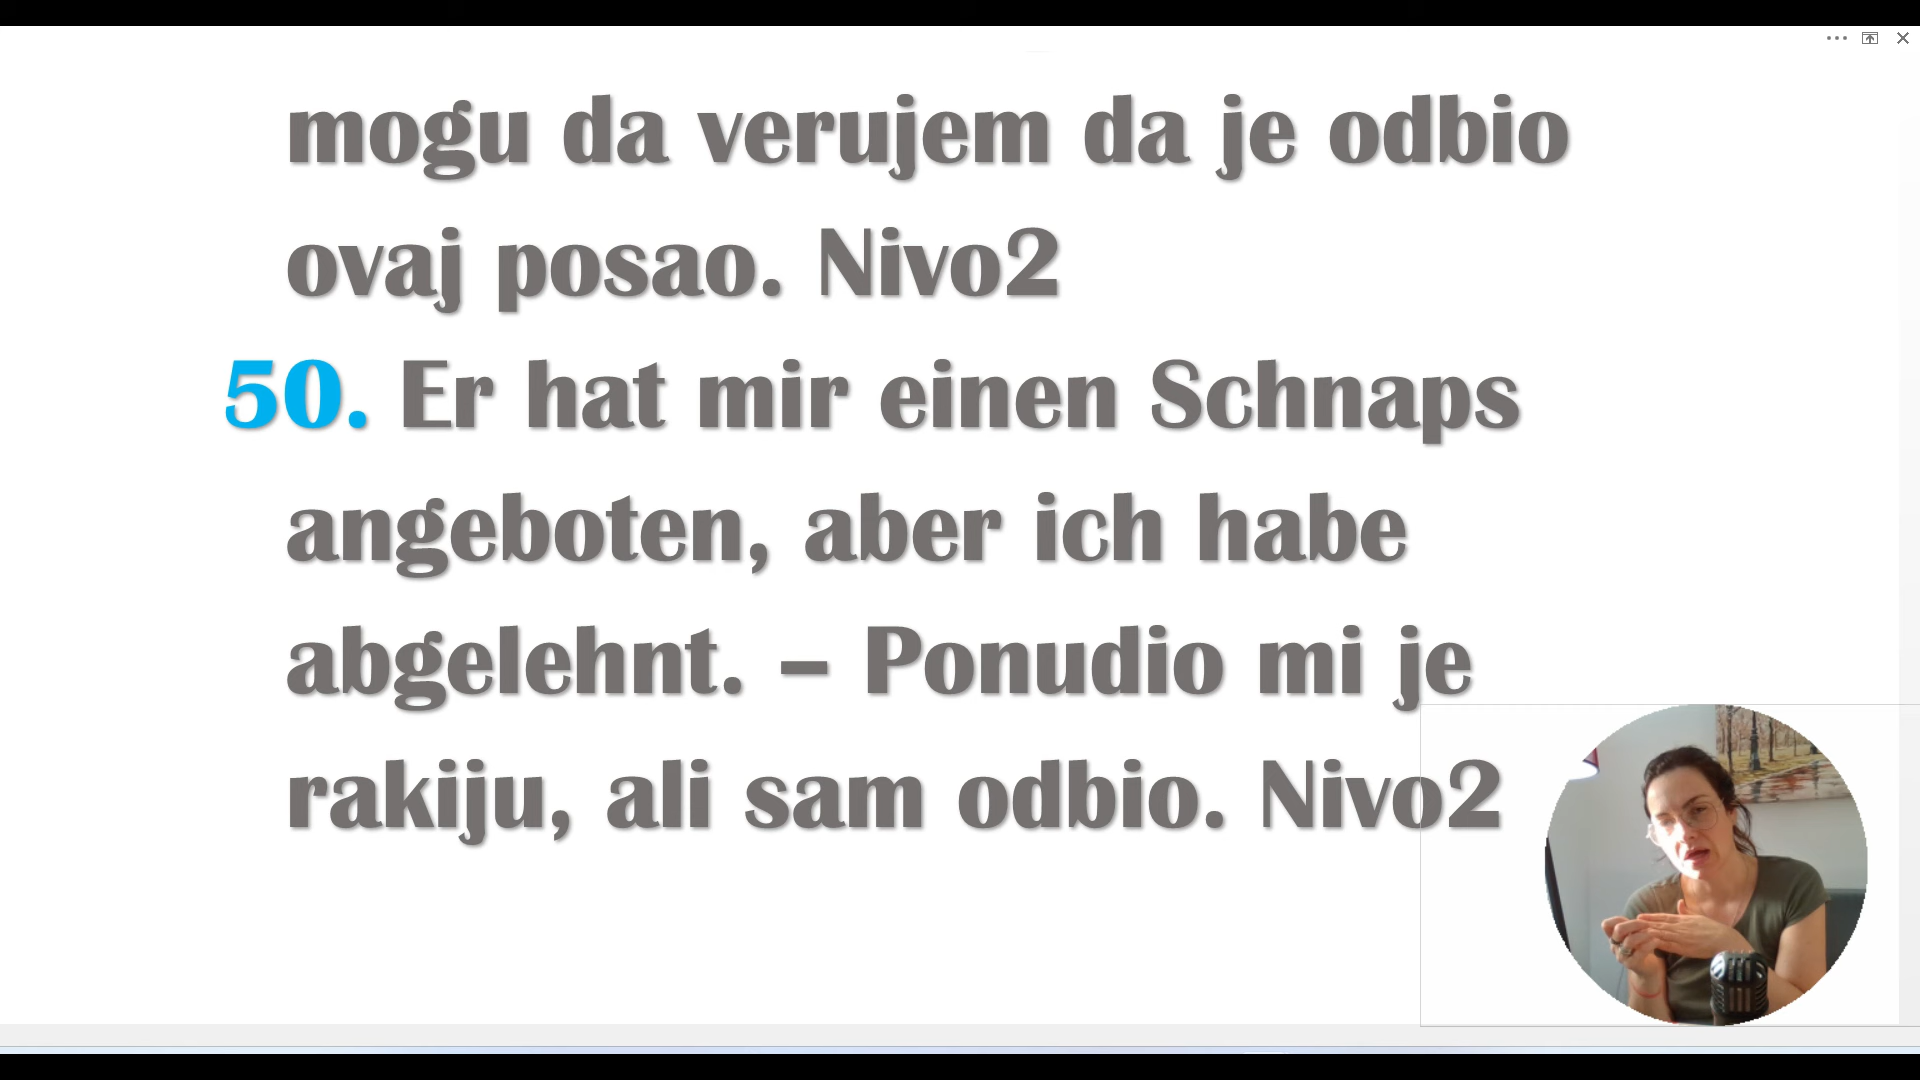 mogu da verujem da je odbio
ovaj posao. Nivo2
50. Er hat mir einen Schnaps
angeboten, aber ich habe
abgelehnt. – Ponudio mi je
rakiju, ali sam odbio. Nivo2